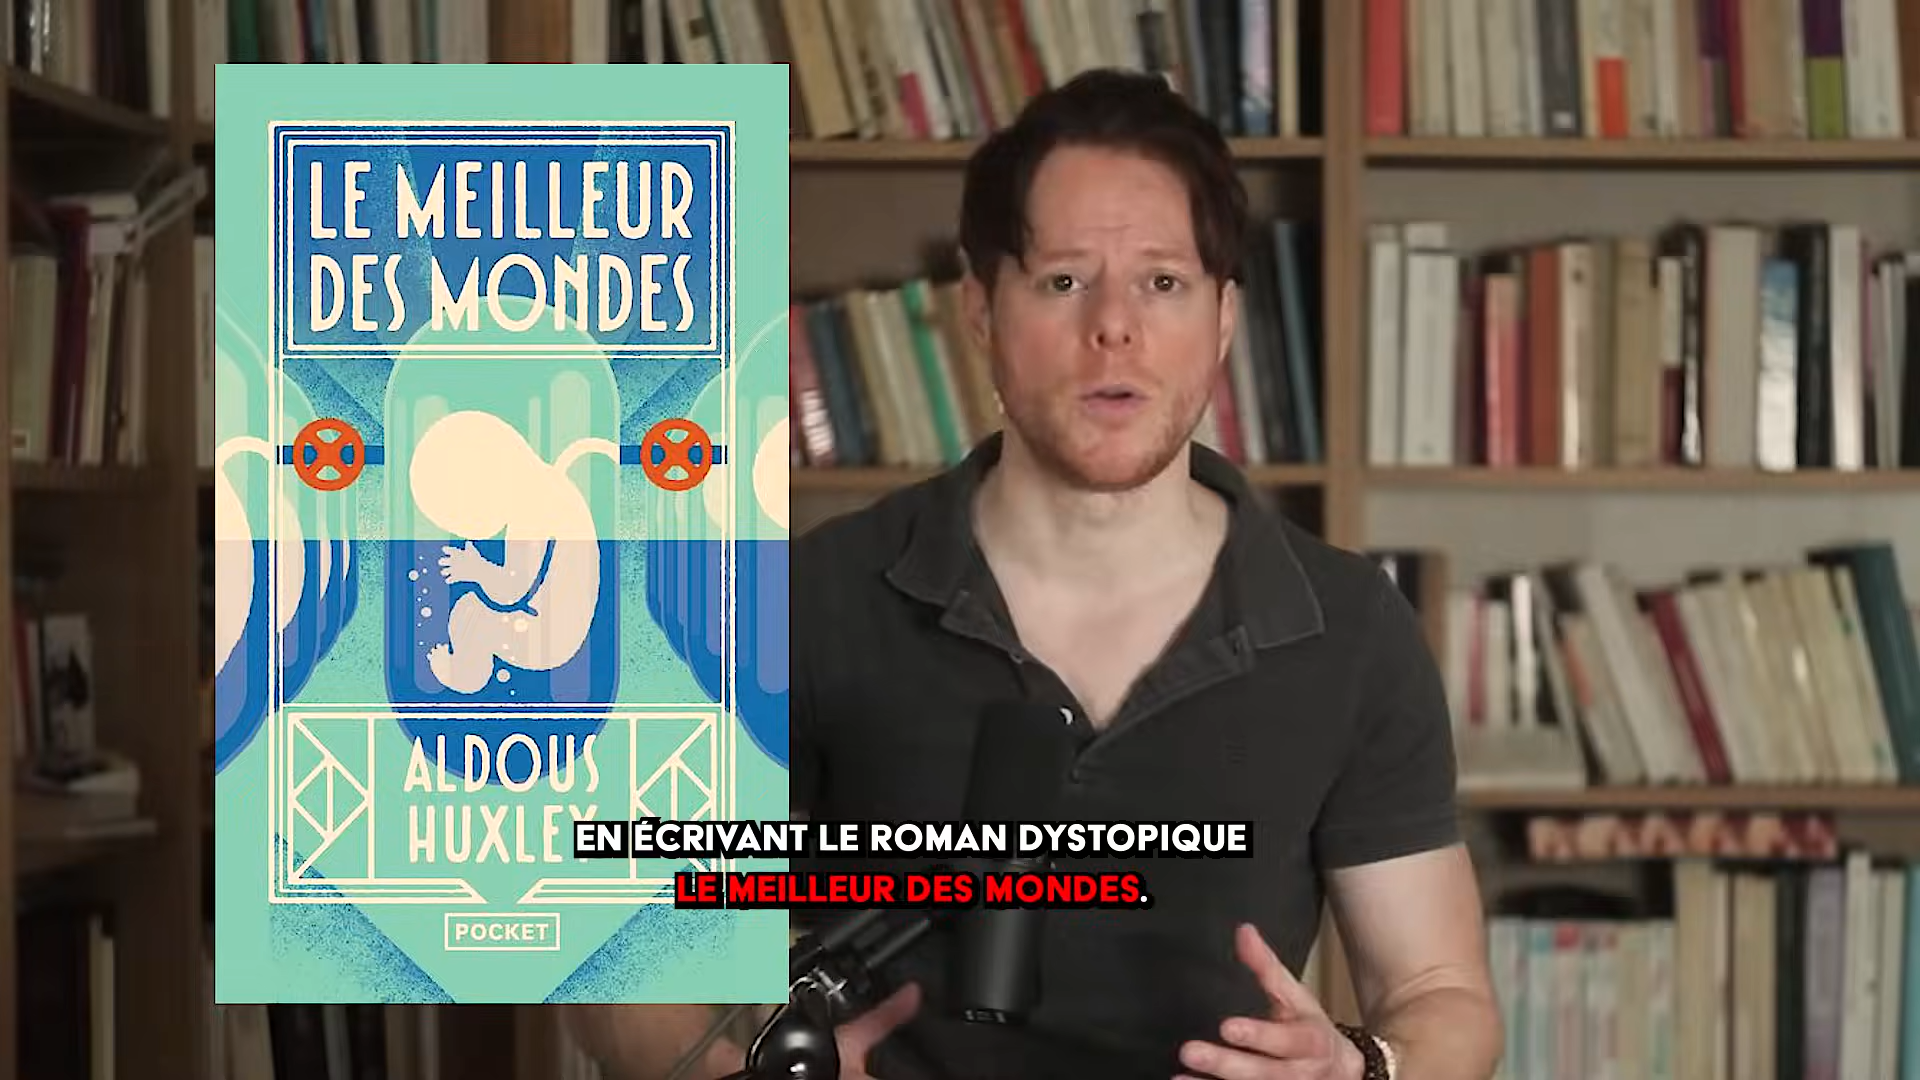 LE MEILLEUR
DES MONDES
ALDOUS
HUXLEY
POCKET
EN ÉCRIVANT LE ROMAN DYSTOPIQUE
LE MEILLEUR DES MONDES.